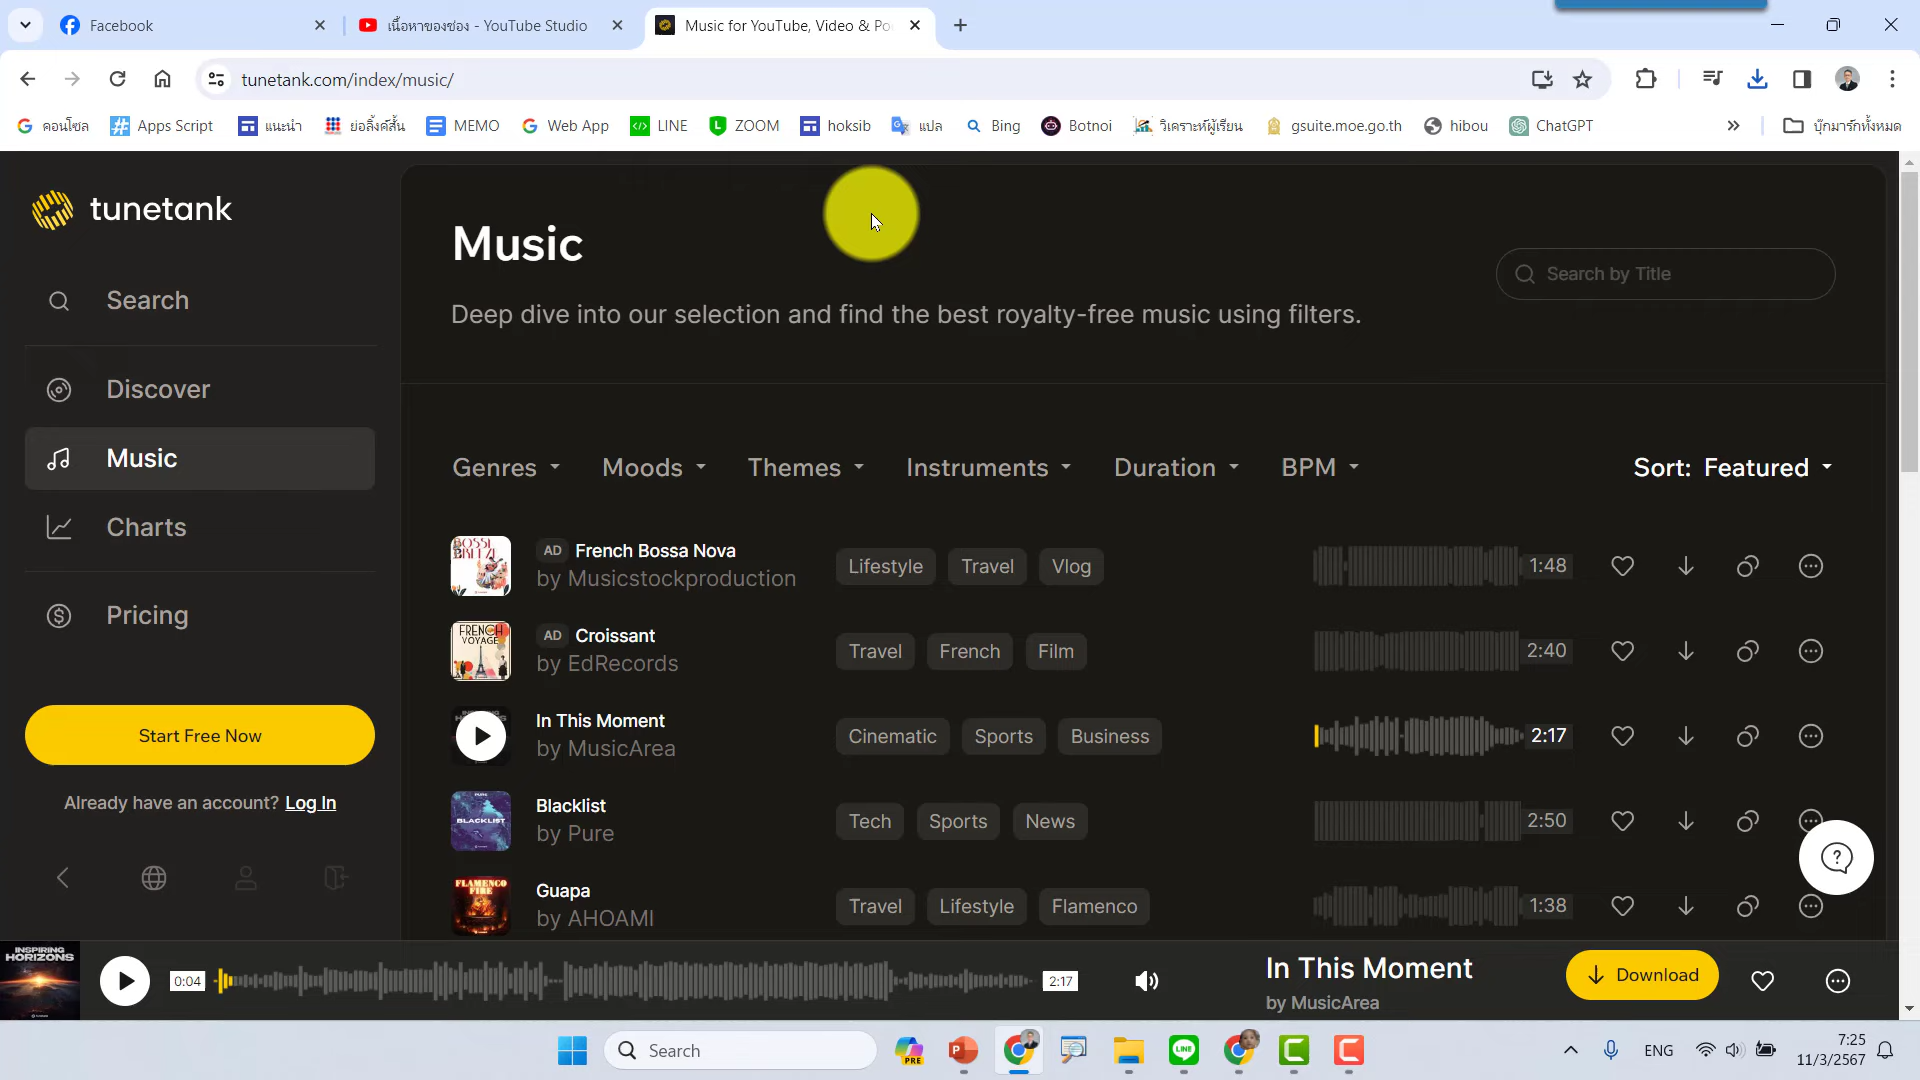 Facebook
เนื้อหาของช่อง - YouTube Studio
Music for YouTube, Video & Po
tunetank.com/index/music/
คอนโซล
Apps Script
แนะนำ
ย่อลิ้งค์สั้น
MEMO
Web App
LINE
ZOOM
hoksib
แปล
Bing
Botnoi
วิเคราะห์ผู้เรียน
gsuite.moe.go.th
hibou
ChatGPT
บุ๊กมาร์กทั้งหมด
tunetank
Search
Discover
Music
Charts
Pricing
Start Free Now
Already have an account? Log In
Music
Search by Title
Deep dive into our selection and find the best royalty-free music using filters.
Genres
Moods
Themes
Instruments
Duration
BPM
Sort: Featured
AD French Bossa Nova
by Musicstockproduction
Lifestyle
Travel
Vlog
1:48
FRENCH
VOYAGE
AD Croissant
by EdRecords
Travel
French
Film
2:40
In This Moment
by MusicArea
Cinematic
Sports
Business
2:17
BLACKLIST
Blacklist
by Pure
Tech
Sports
News
2:50
FLAMENCO
FIRE
Guapa
by AHOAMI
Travel
Lifestyle
Flamenco
1:38
INSPIRING
HORIZONS
0:04
2:17
In This Moment
by MusicArea
Download
Search
PRE
ENG
7:25
11/3/2567